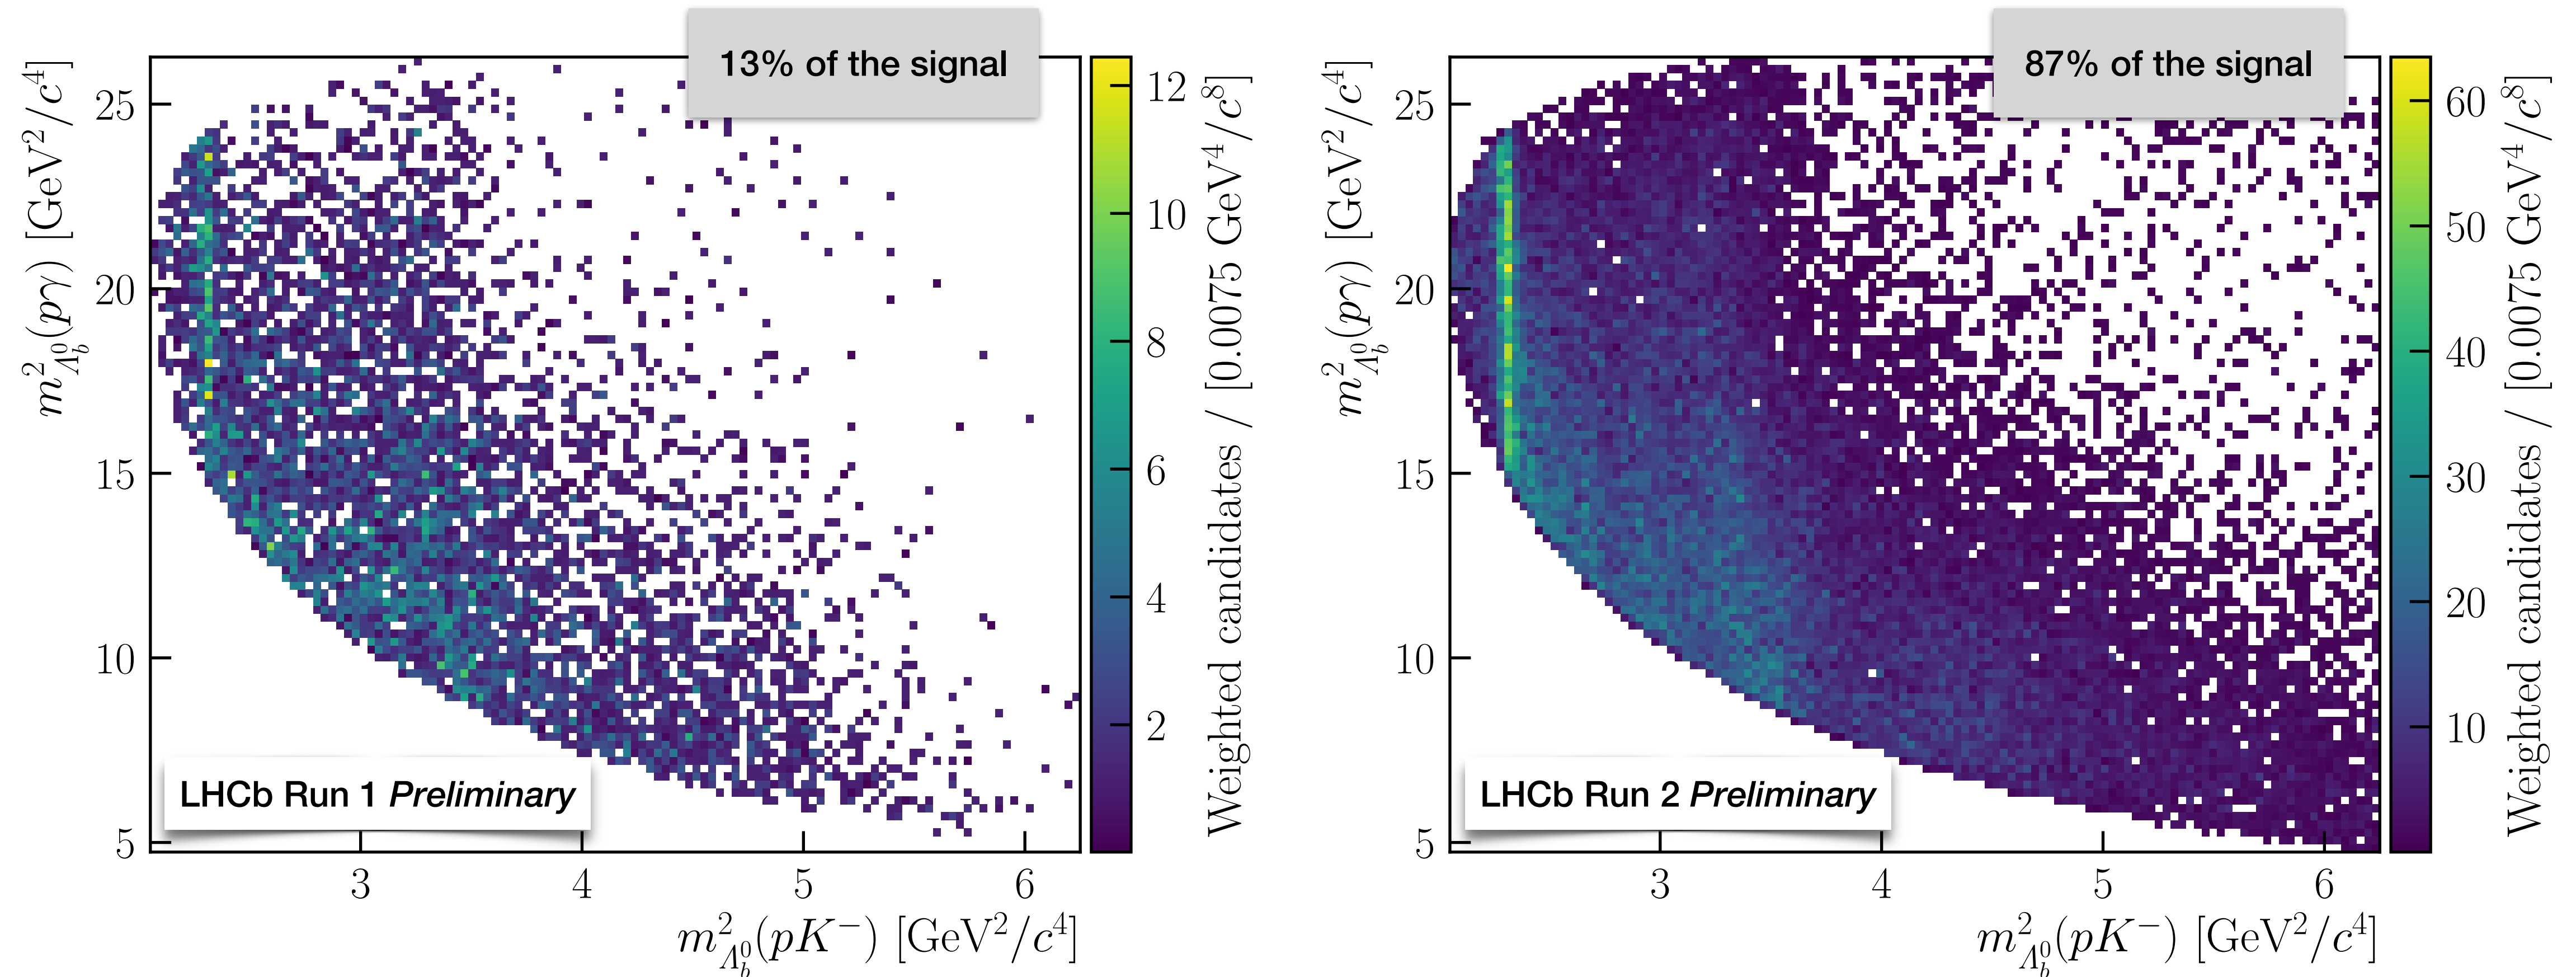 13% of the signal
m²_{Λ_b^0}(pγ) [GeV²/c⁴]
25
20
15
10
5
LHCb Run 1 Preliminary
3 4 5 6
m²_{Λ_b^0}(pK⁻) [GeV²/c⁴]
12
10
8
6
4
2
Weighted candidates / [0.0075 GeV⁴/c⁸]
87% of the signal
m²_{Λ_b^0}(pγ) [GeV²/c⁴]
25
20
15
10
5
LHCb Run 2 Preliminary
3 4 5 6
m²_{Λ_b^0}(pK⁻) [GeV²/c⁴]
60
50
40
30
20
10
Weighted candidates / [0.0075 GeV⁴/c⁸]